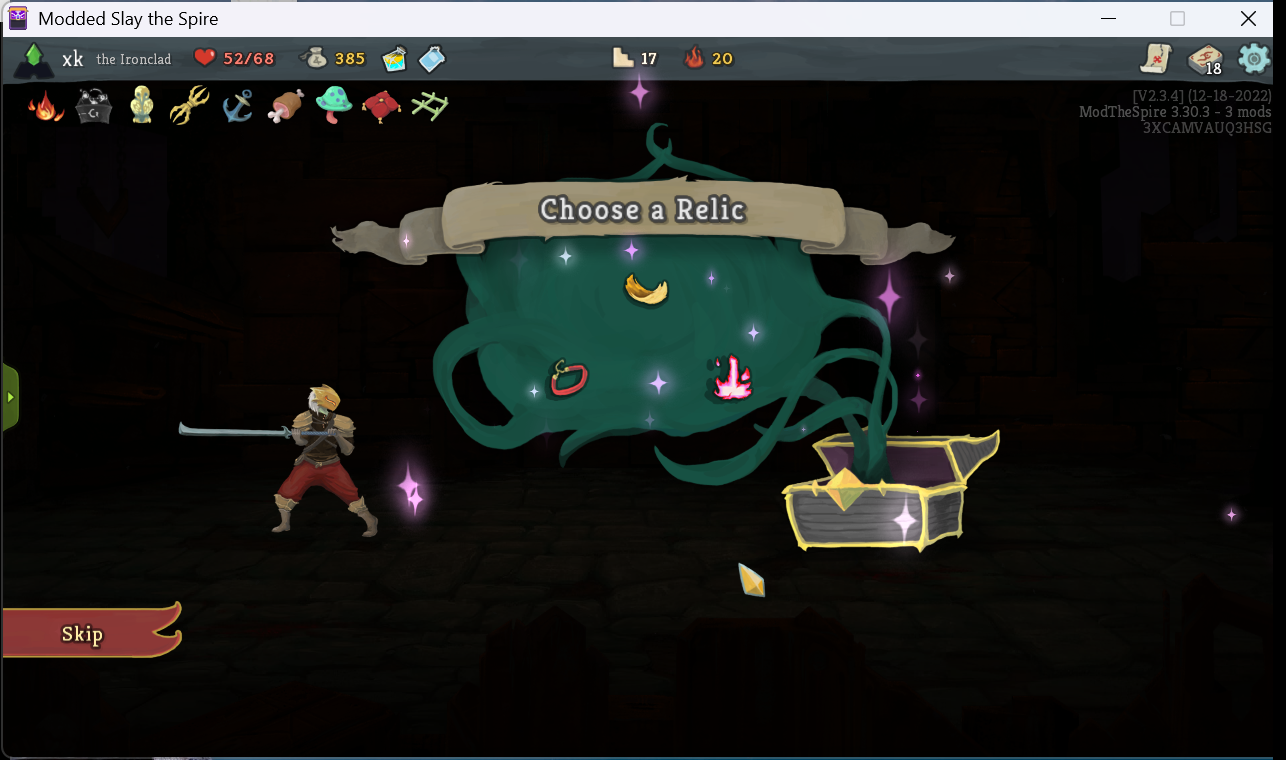 Modded Slay the Spire
xk the Ironclad 52/68 385 17 20 18
[V2.3.4] (12-18-2022)
ModTheSpire 3.30.3 - 3 mods
3XCAMVAUQ3HSG
Choose a Relic
Skip